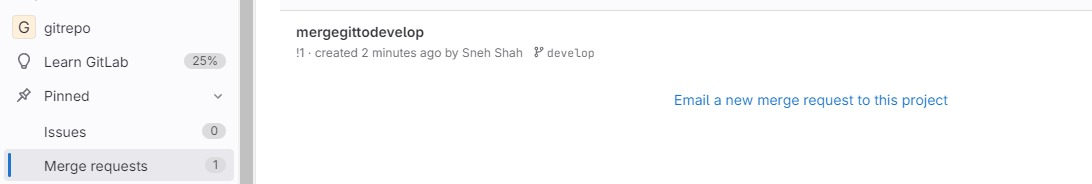 G gitrepo
Learn GitLab 25%
Pinned
Issues 0
Merge requests 1
mergegittodevelop
!1 · created 2 minutes ago by Sneh Shah develop
Email a new merge request to this project